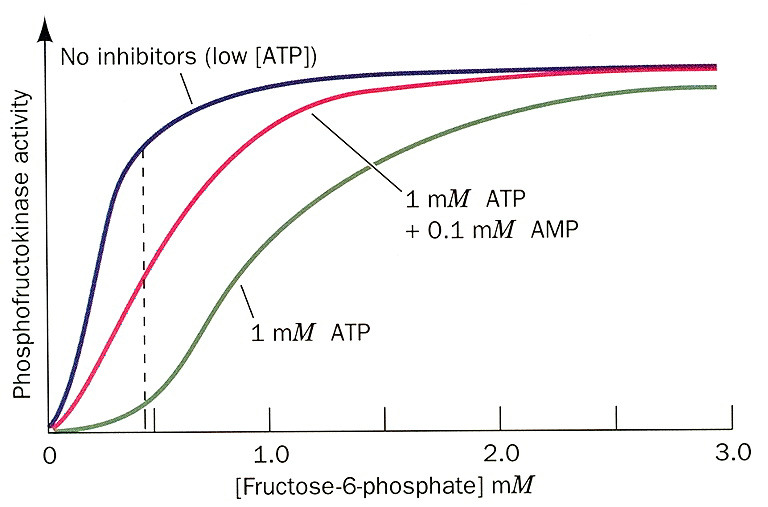 No inhibitors (low [ATP])
Phosphofructokinase activity
1 mM ATP
+ 0.1 mM AMP
1 mM ATP
0
1.0
2.0
3.0
[Fructose-6-phosphate] mM